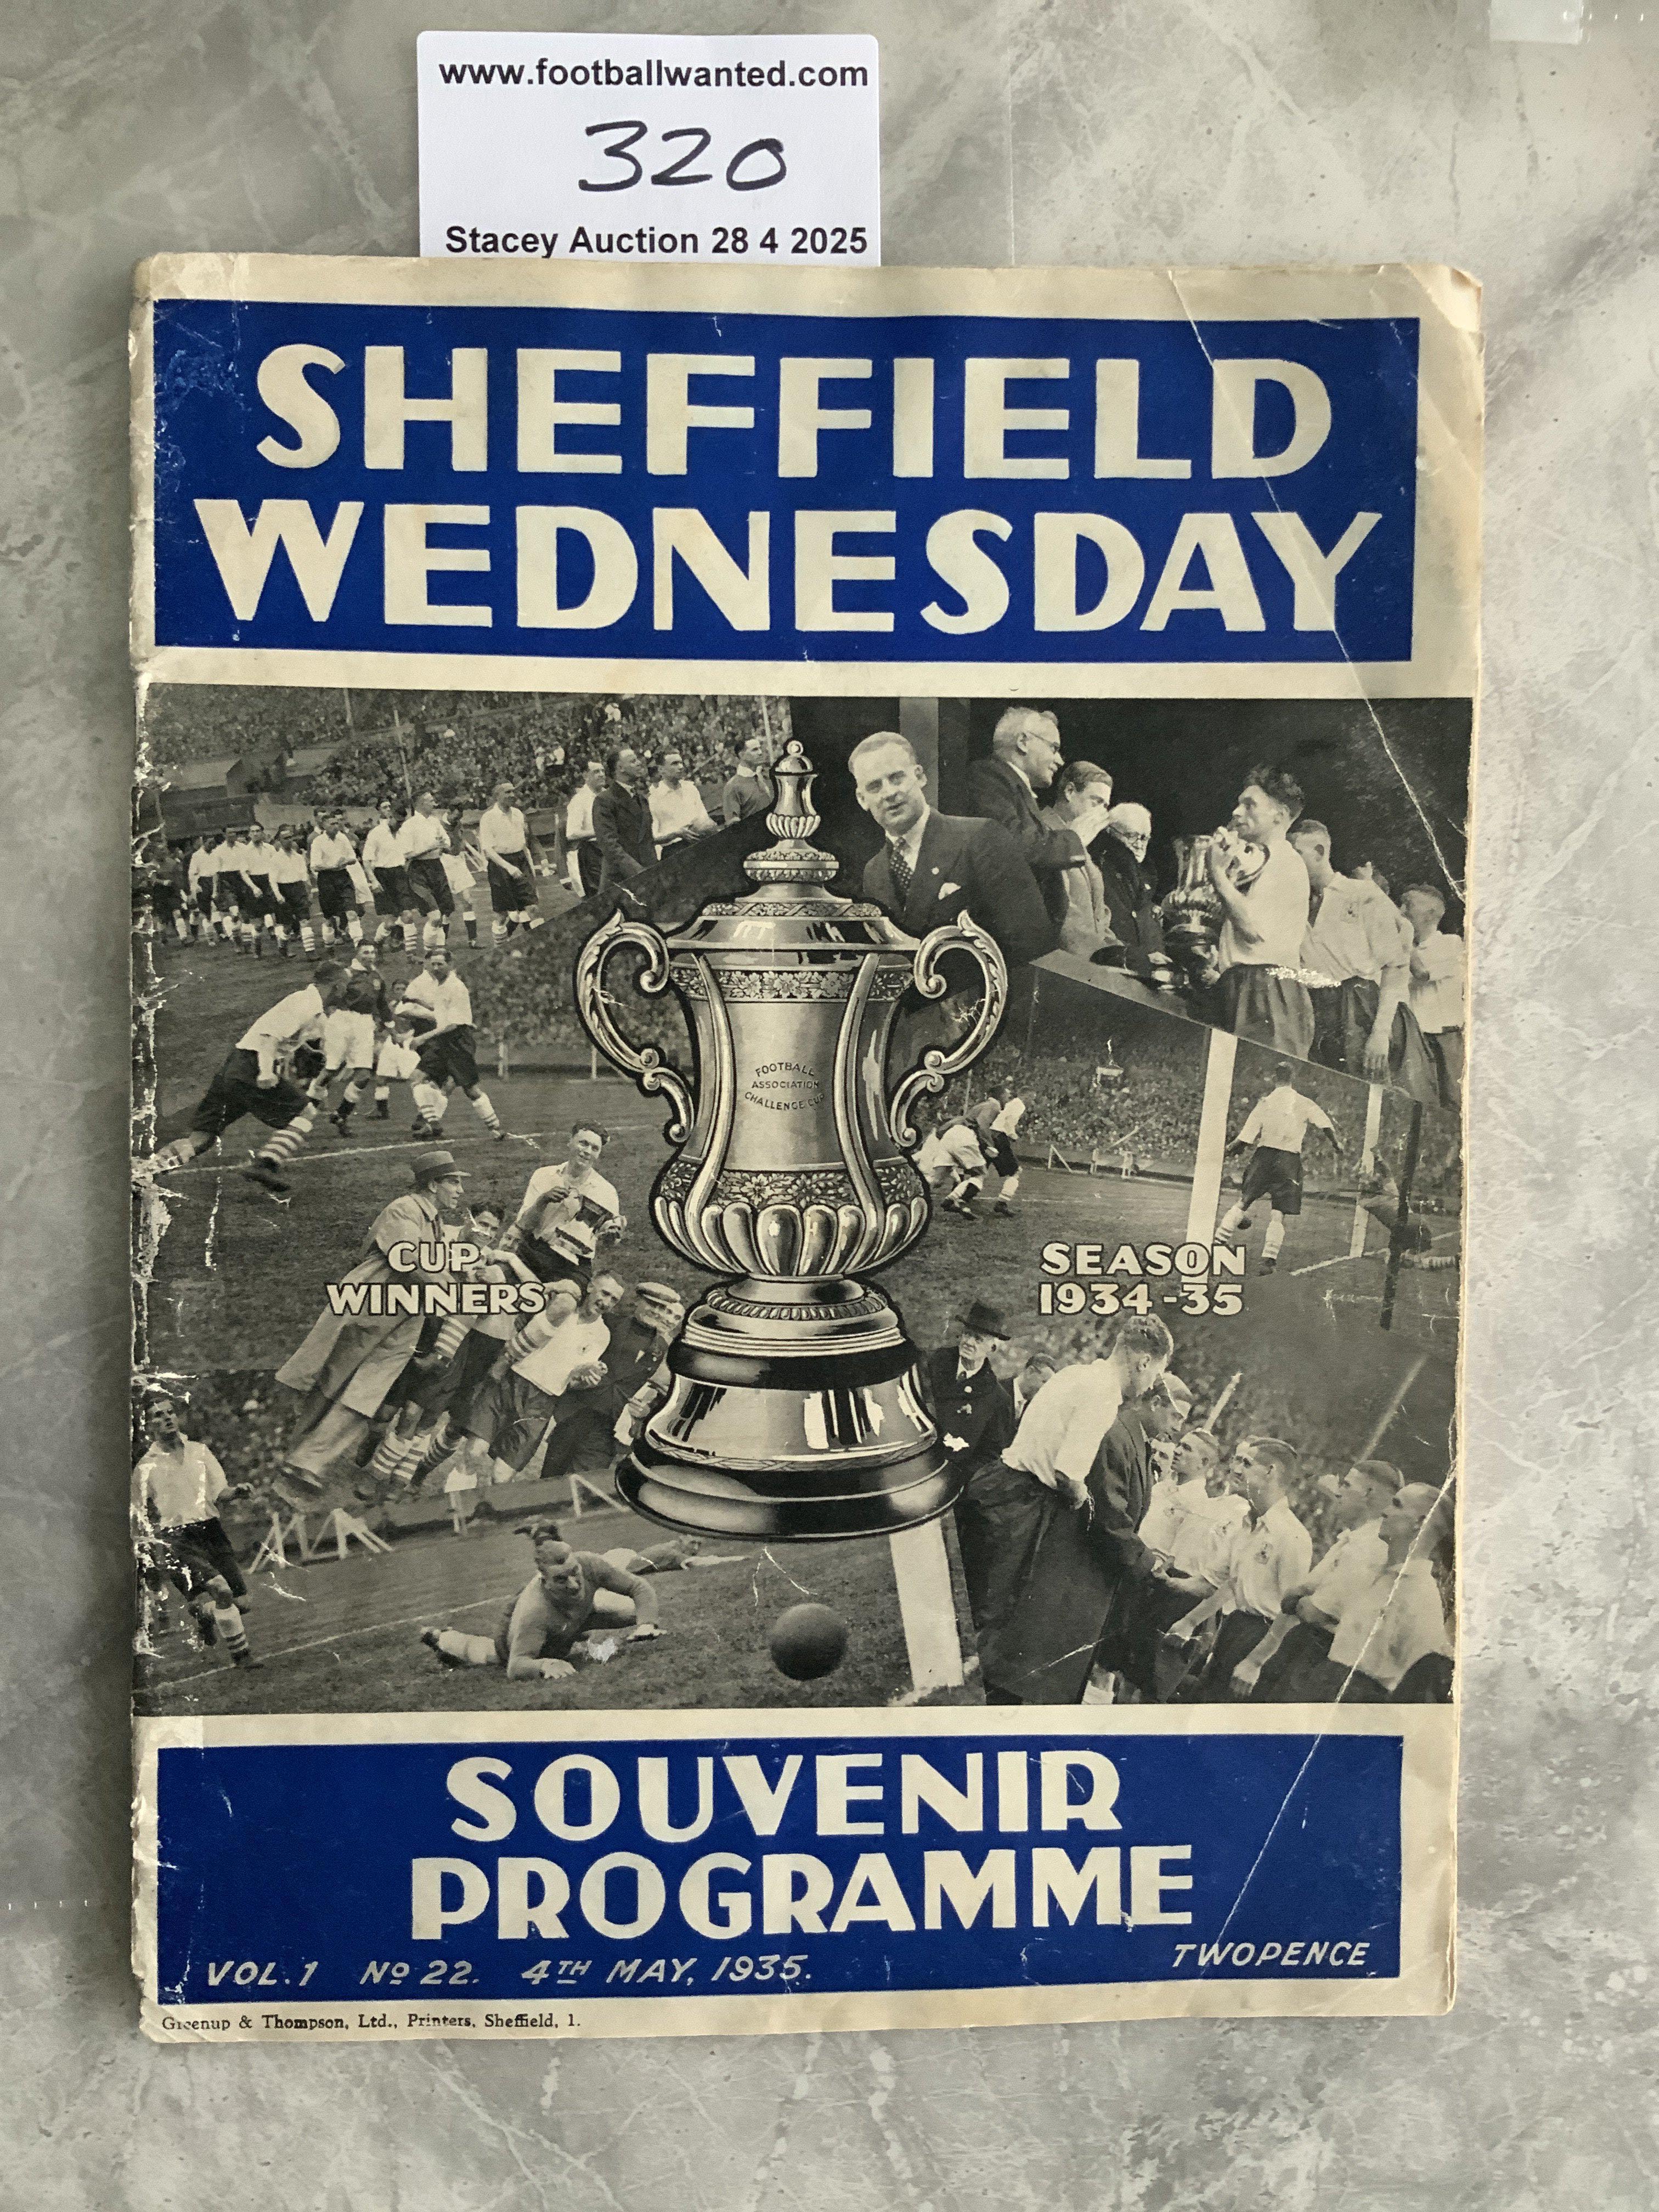 www.footballwanted.com
320
Stacey Auction 28 4 2025
SHEFFIELD
WEDNESDAY
FOOTBALL
ASSOCIATION
CHALLENGE CUP
CUP
WINNERS
SEASON
1934-35
SOUVENIR
PROGRAMME
VOL.1 Nº 22. 4TH MAY, 1935.
TWOPENCE
Greenup & Thompson, Ltd., Printers, Sheffield, 1.